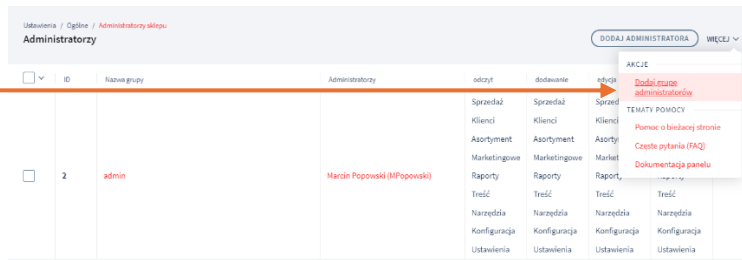 Ustawienia / Ogólne / Administratorzy sklepu
Administratorzy
DODAJ ADMINISTRATORA
WIĘCEJ
AKCJE
Dodaj grupę
administratorów
TEMATY POMOCY
Pomoc o bieżacej stronie
Częste pytania (FAQ)
Dokumentacja panelu
ID Nazwa grupy Administratorzy odczyt dodawanie edycja
Sprzedaż Sprzedaż
Klienci Klienci Klienci
Asortyment Asortyment
Marketingowe Marketingowe
2 admin Marcin Popowski (MPopowski) Raporty Raporty Raporty
Treść Treść Treść Treść
Narzędzia Narzędzia Narzędzia Narzędzia
Konfiguracja Konfiguracja Konfiguracja Konfiguracja
Ustawienia Ustawienia Ustawienia Ustawienia